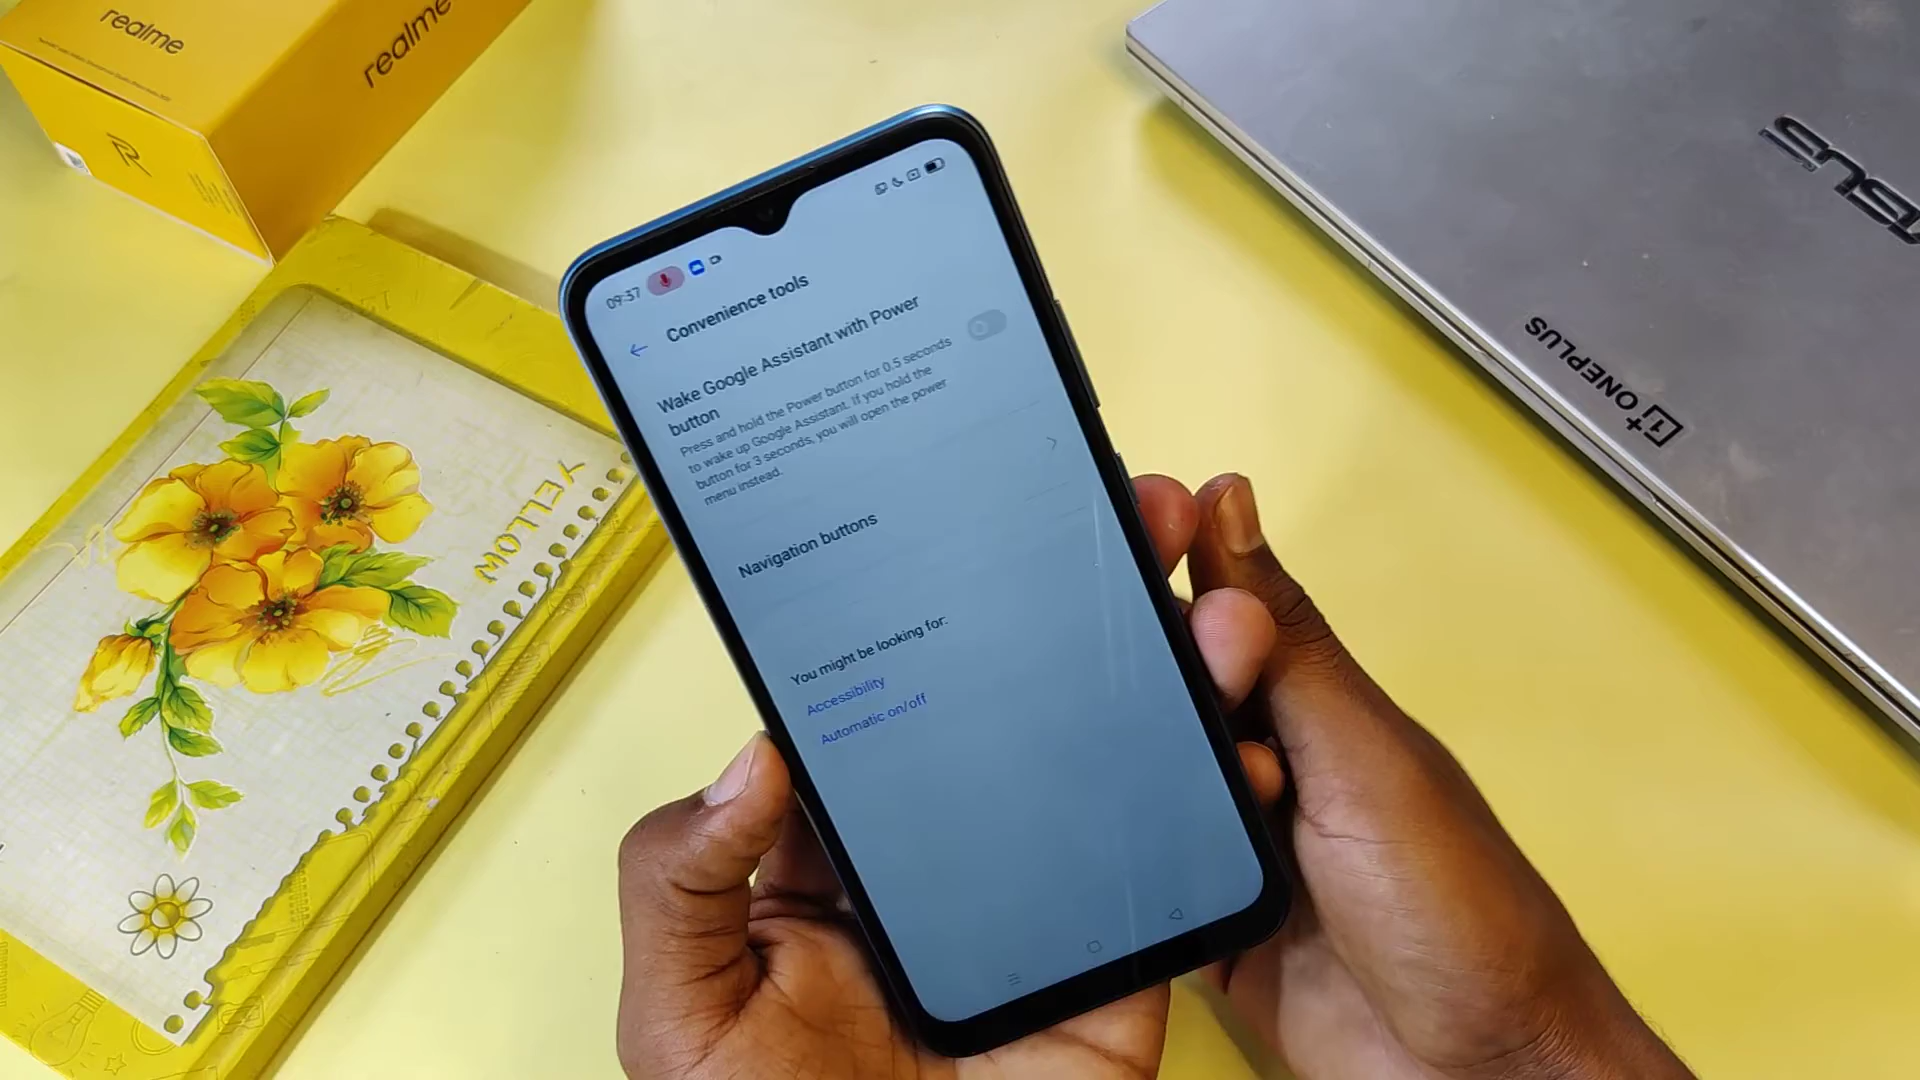 realme
realme
R
09:37
Convenience tools
Wake Google Assistant with Power
button
Press and hold the Power button for 0.5 seconds
to wake up Google Assistant. If you hold the
button for 3 seconds, you will open the power
menu instead.
Navigation buttons
You might be looking for:
Accessibility
Automatic on/off
YELLOW
ASUS
ONEPLUS